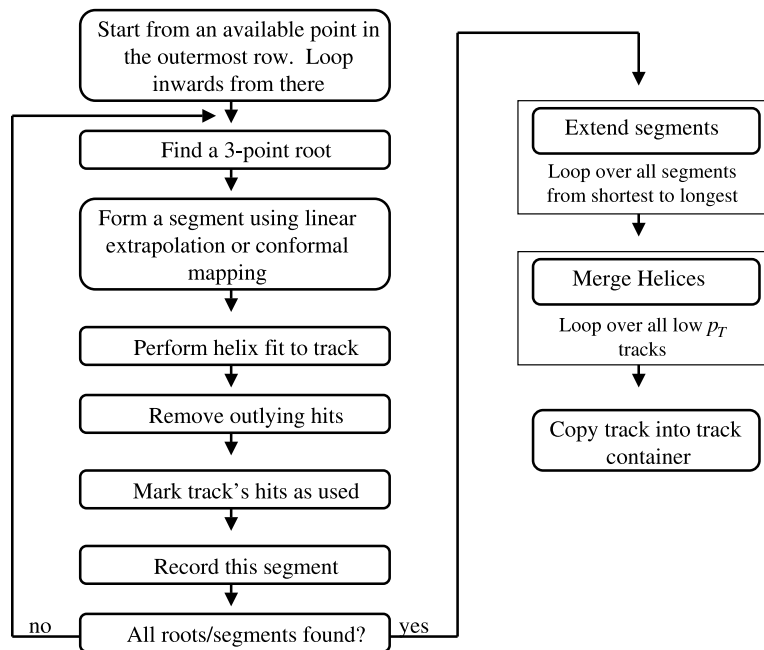 Start from an available point in
the outermost row. Loop
inwards from there
Find a 3-point root
Form a segment using linear
extrapolation or conformal
mapping
Perform helix fit to track
Remove outlying hits
Mark track's hits as used
Record this segment
no
All roots/segments found?
yes
Extend segments
Loop over all segments
from shortest to longest
Merge Helices
Loop over all low p_T
tracks
Copy track into track
container